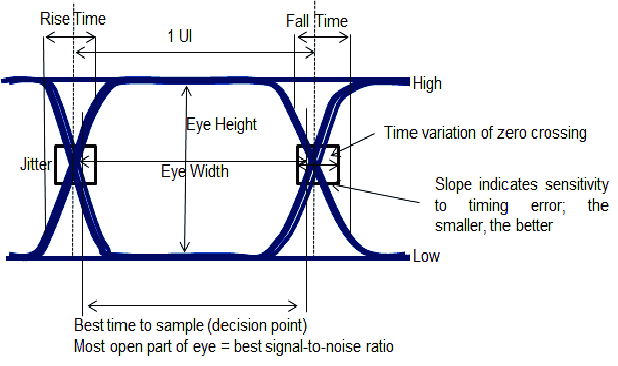 Rise Time
Fall Time
1 UI
High
Eye Height
Time variation of zero crossing
Jitter
Eye Width
Slope indicates sensitivity
to timing error; the
smaller, the better
Low
Best time to sample (decision point)
Most open part of eye = best signal-to-noise ratio